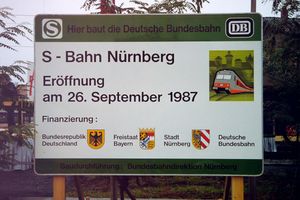 S Hier baut die Deutsche Bundesbahn DB
S - Bahn Nürnberg
Eröffnung
am 26. September 1987
Finanzierung :
Bundesrepublik Deutschland
Freistaat Bayern
Stadt Nürnberg
Deutsche Bundesbahn
Baudurchführung: Bundesbahndirektion Nürnberg